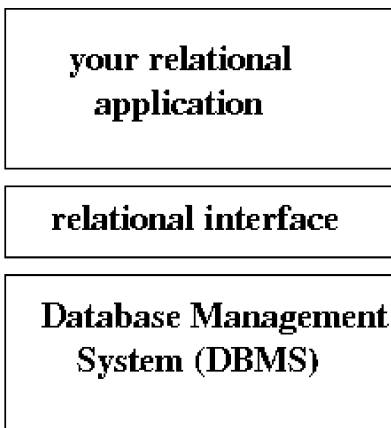 your relational
application
relational interface
Database Management
System (DBMS)